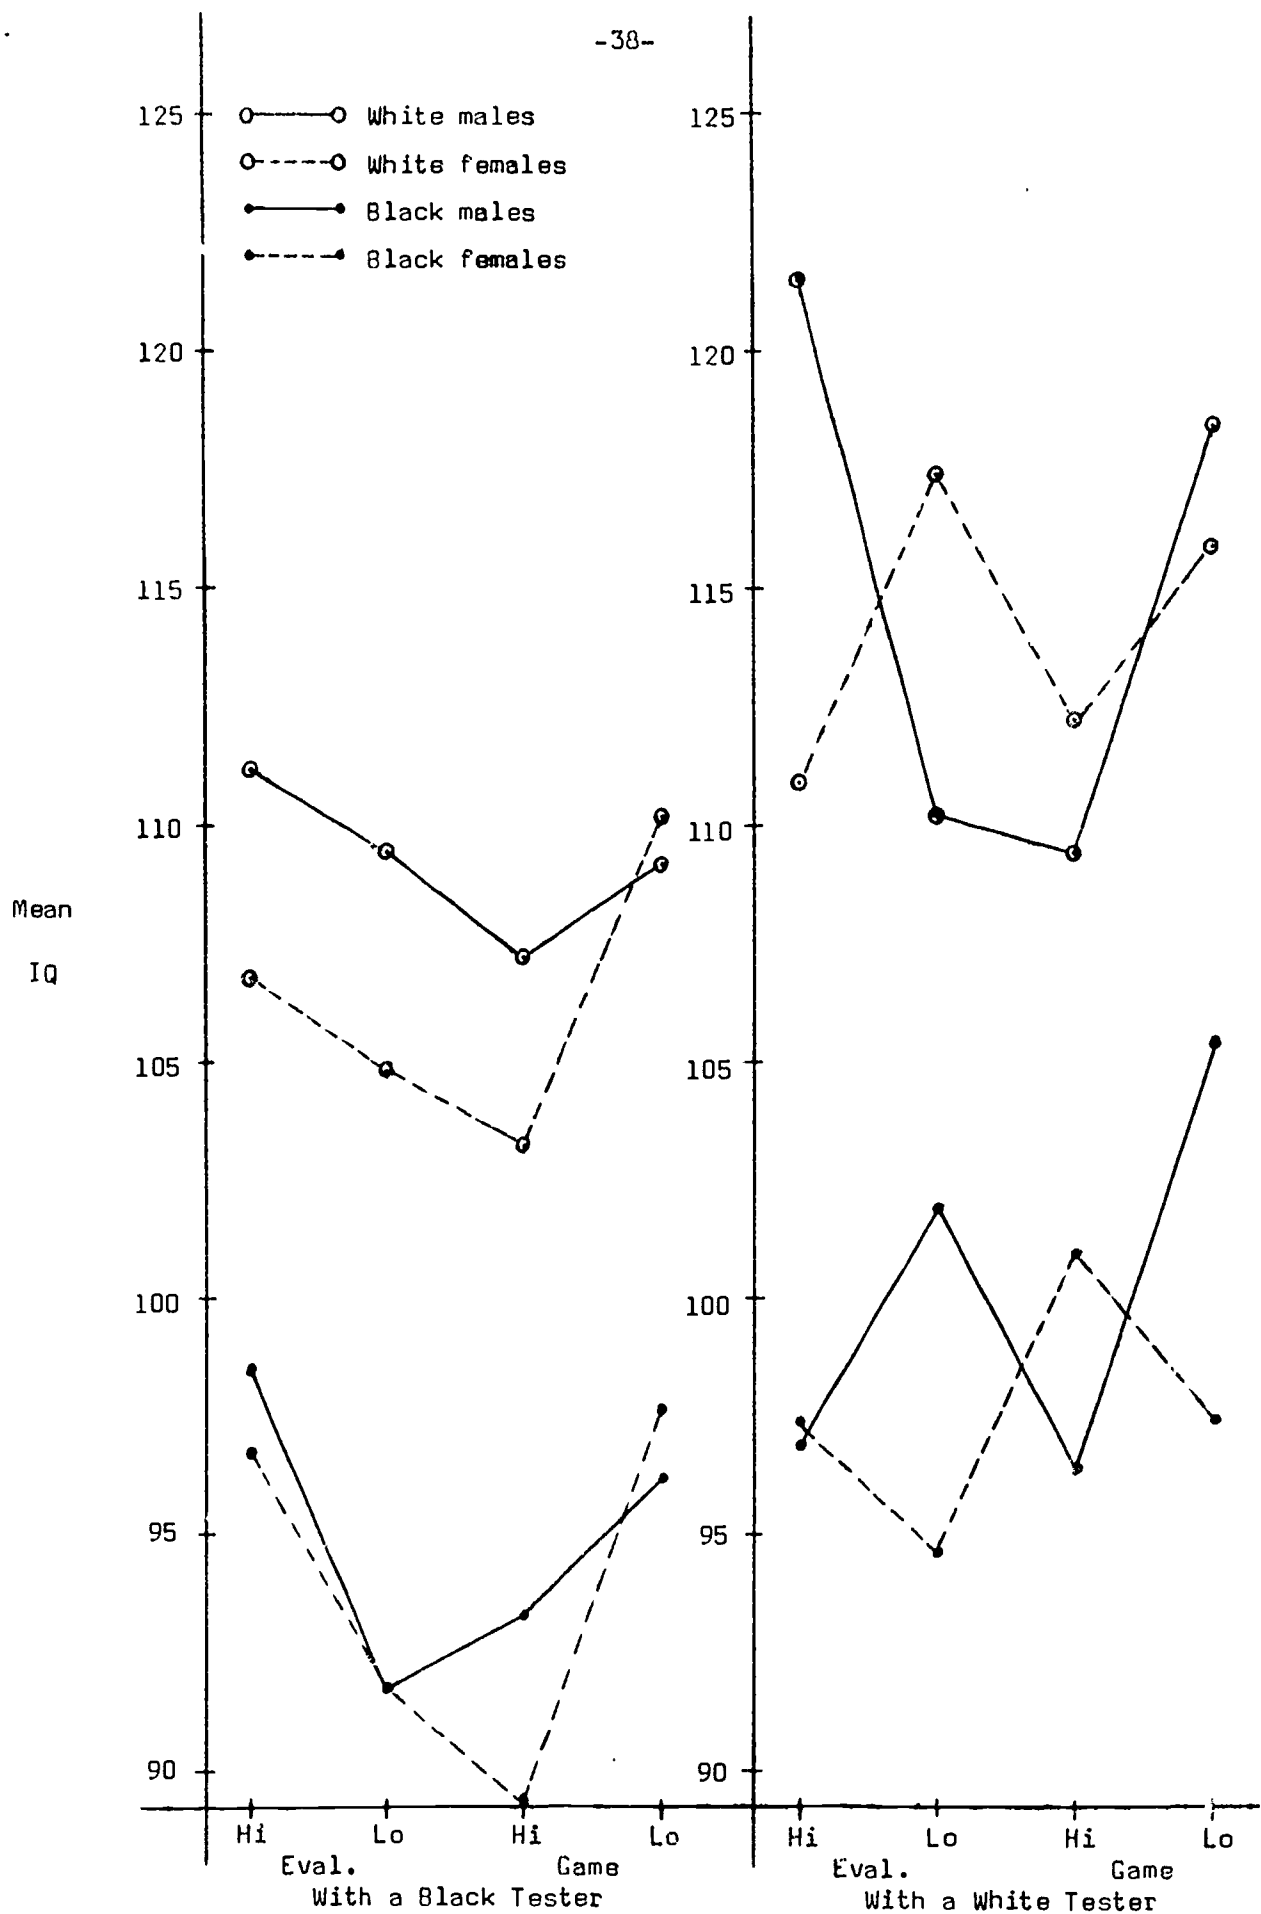 -38-
White males
White females
Black males
Black females
125
120
115
110
105
100
95
90
Mean
IQ
Hi Lo Hi Lo
Eval. Game
With a Black Tester
125
120
115
110
105
100
95
90
Hi Lo Hi Lo
Eval. Game
With a White Tester